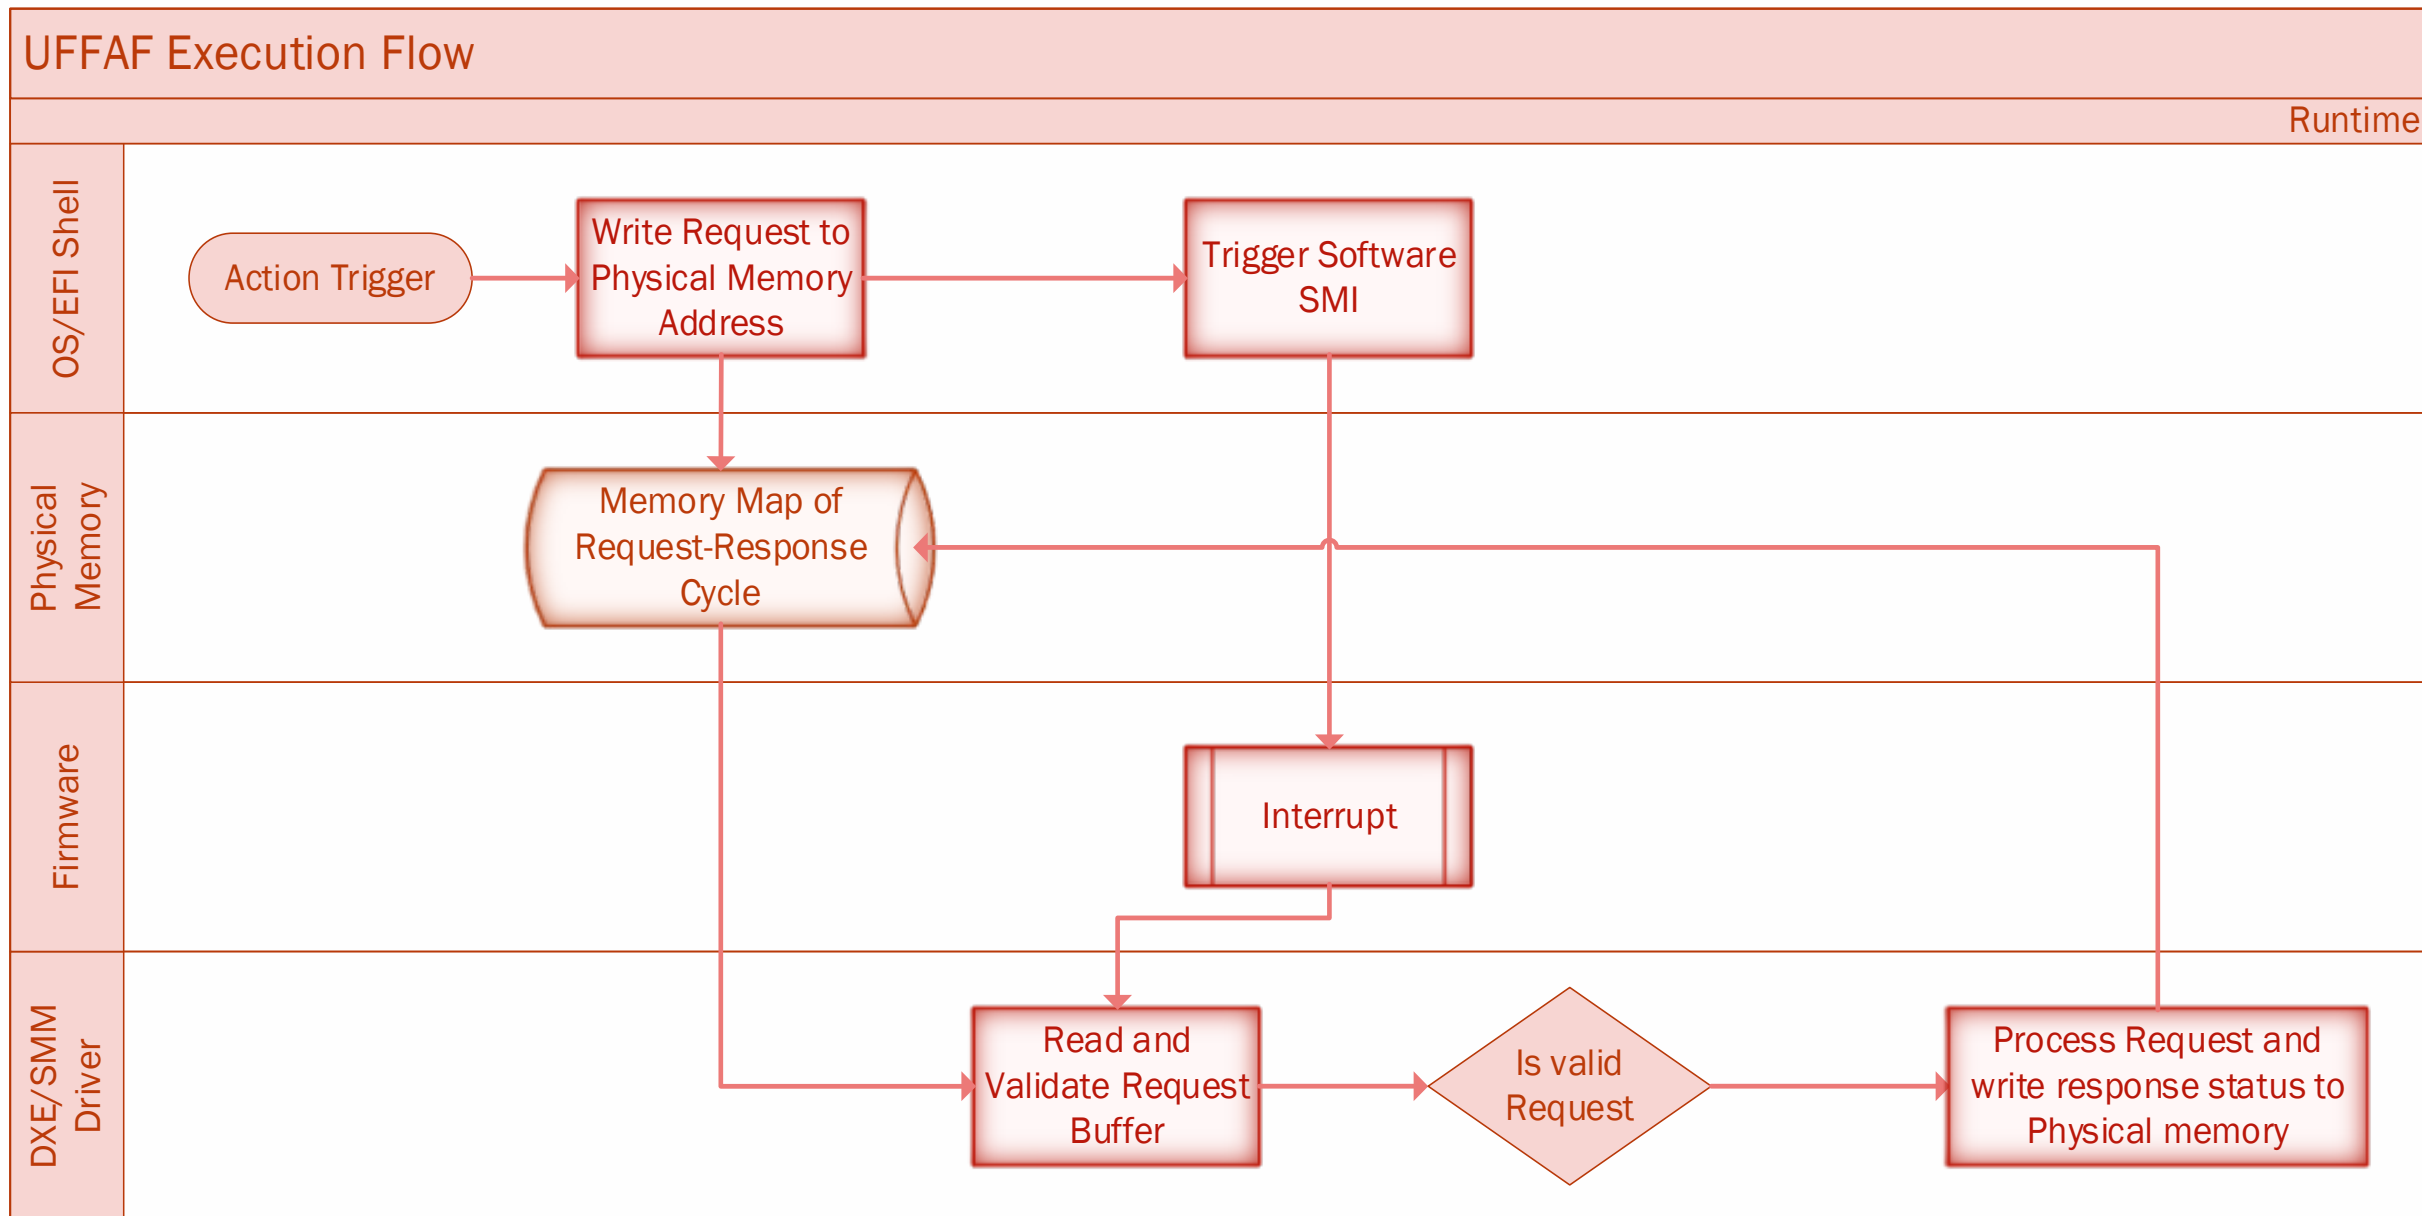 UFFAF Execution Flow
Runtime
OS/EFI Shell
Action Trigger
Write Request to
Physical Memory
Address
Trigger Software
SMI
Physical
Memory
Memory Map of
Request-Response
Cycle
Firmware
Interrupt
DXE/SMM
Driver
Read and
Validate Request
Buffer
Is valid
Request
Process Request and
write response status to
Physical memory